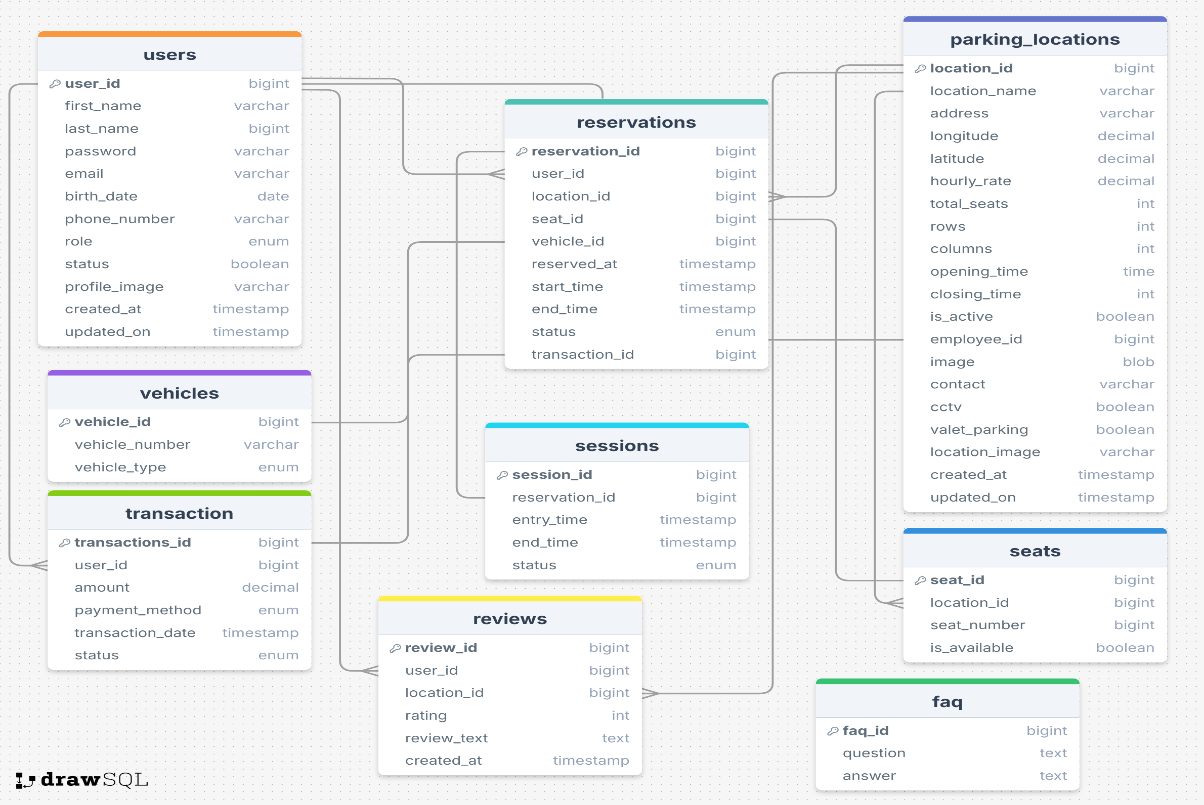 users
user_id bigint
first_name varchar
last_name bigint
password varchar
email varchar
birth_date date
phone_number varchar
role enum
status boolean
profile_image varchar
created_at timestamp
updated_on timestamp
vehicles
vehicle_id bigint
vehicle_number varchar
vehicle_type enum
transaction
transactions_id bigint
user_id bigint
amount decimal
payment_method enum
transaction_date timestamp
status enum
reservations
reservation_id bigint
user_id bigint
location_id bigint
seat_id bigint
vehicle_id bigint
reserved_at timestamp
start_time timestamp
end_time timestamp
status enum
transaction_id bigint
sessions
session_id bigint
reservation_id bigint
entry_time timestamp
end_time timestamp
status enum
reviews
review_id bigint
user_id bigint
location_id bigint
rating int
review_text text
created_at timestamp
parking_locations
location_id bigint
location_name varchar
address varchar
longitude decimal
latitude decimal
hourly_rate decimal
total_seats int
rows int
columns int
opening_time time
closing_time int
is_active boolean
employee_id bigint
image blob
contact varchar
cctv boolean
valet_parking boolean
location_image varchar
created_at timestamp
updated_on timestamp
seats
seat_id bigint
location_id bigint
seat_number bigint
is_available boolean
faq
faq_id bigint
question text
answer text
drawSQL